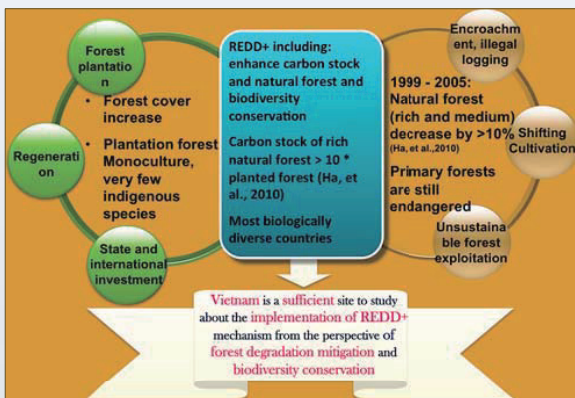 Forest
plantatio
n
Regenerati
on
State and
international
investment
• Forest cover
increase
• Plantation forest
Monoculture,
very few
indigenous
species
REDD+ including:
enhance carbon stock
and natural forest and
biodiversity
conservation
Carbon stock of rich
natural forest > 10 *
planted forest (Ha, et
al., 2010)
Most biologically
diverse countries
1999 - 2005:
Natural forest
(rich and medium)
decrease by >10%
(Ha, et.al.,2010)
Primary forests
are still
endangered
Encroach
ment, illegal
logging
Shifting
Cultivation
Unsustaina
ble forest
exploitation
Vietnam is a sufficient site to study
about the implementation of REDD+
mechanism from the perspective of
forest degradation mitigation and
biodiversity conservation